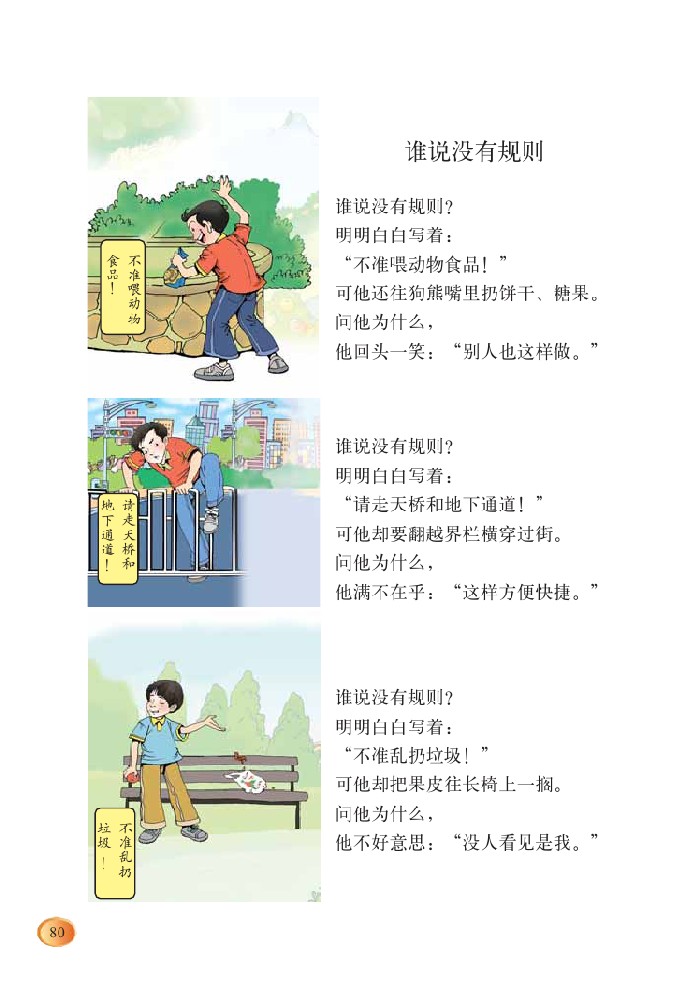 谁说没有规则
谁说没有规则？
明明白白写着：
“不准喂动物食品！”
可他还往狗熊嘴里扔饼干、糖果。
问他为什么，
他回头一笑：“别人也这样做。”
不准喂动物
食品！
谁说没有规则？
明明白白写着：
“请走天桥和地下通道！”
可他却要翻越界栏横穿过街。
问他为什么，
他满不在乎：“这样方便快捷。”
请走天桥和
地下通道！
谁说没有规则？
明明白白写着：
“不准乱扔垃圾！”
可他却把果皮往长椅上一搁。
问他为什么，
他不好意思：“没人看见是我。”
不准乱扔
垃圾！
80